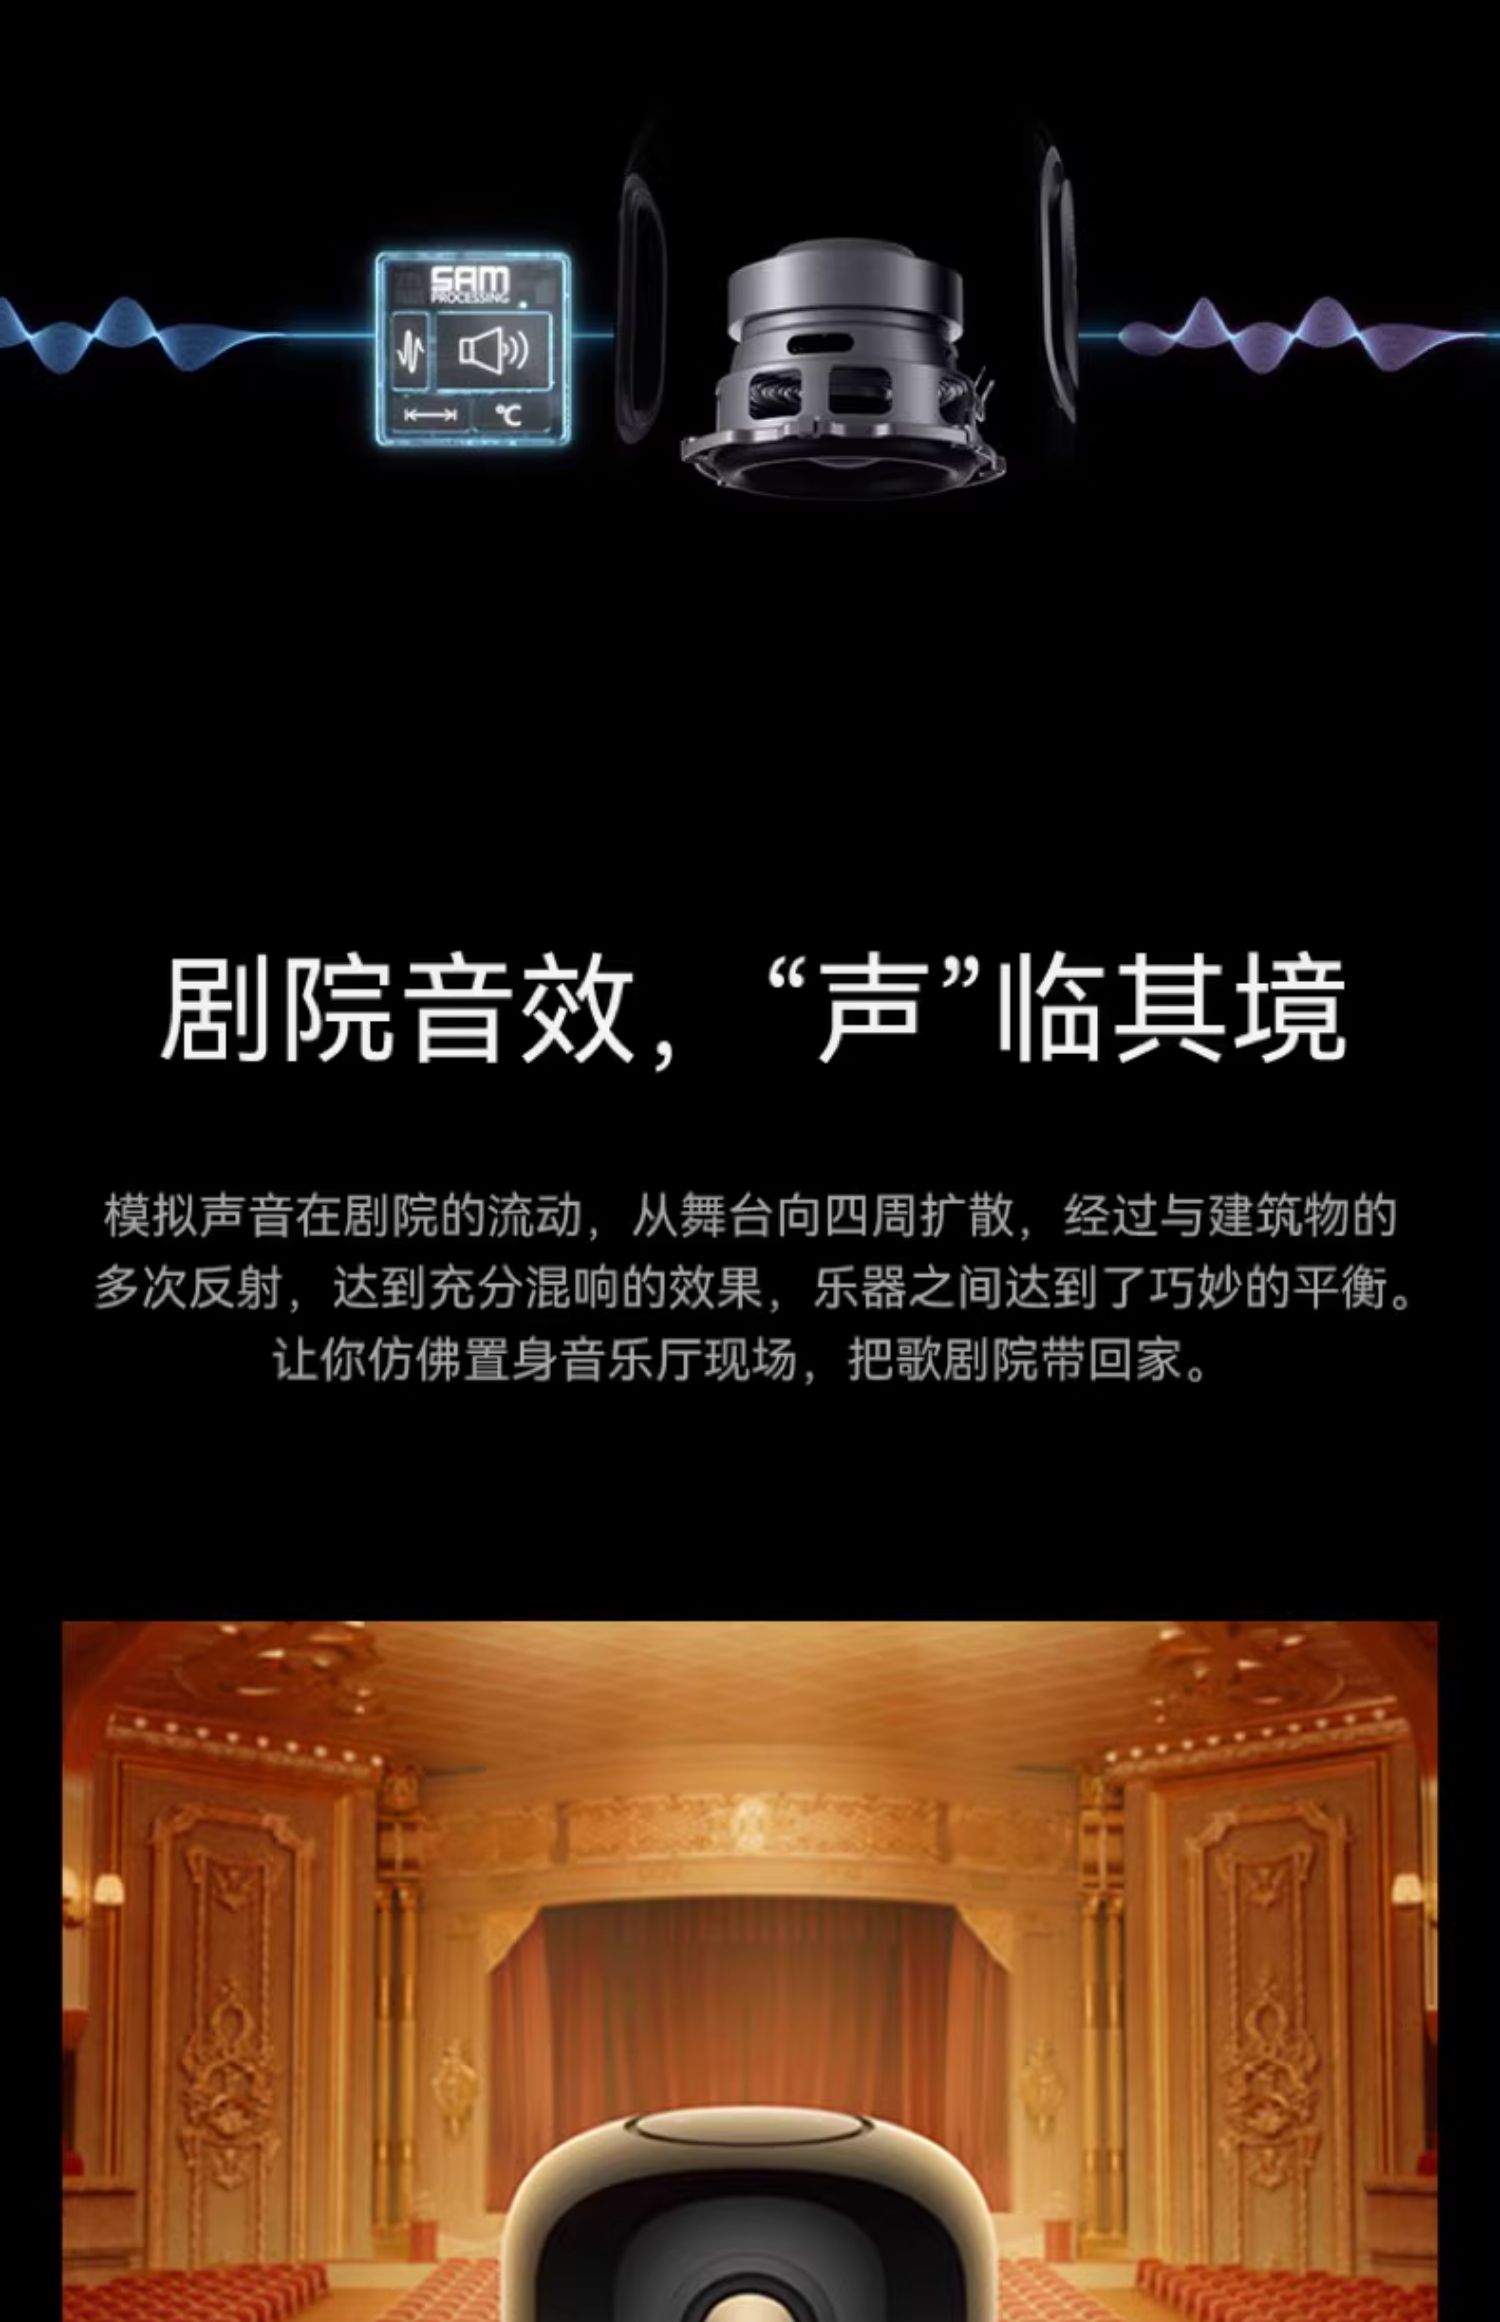 SAM
PROCESSING
℃
剧院音效，“声”临其境
模拟声音在剧院的流动，从舞台向四周扩散，经过与建筑物的
多次反射，达到充分混响的效果，乐器之间达到了巧妙的平衡。
让你仿佛置身音乐厅现场，把歌剧院带回家。